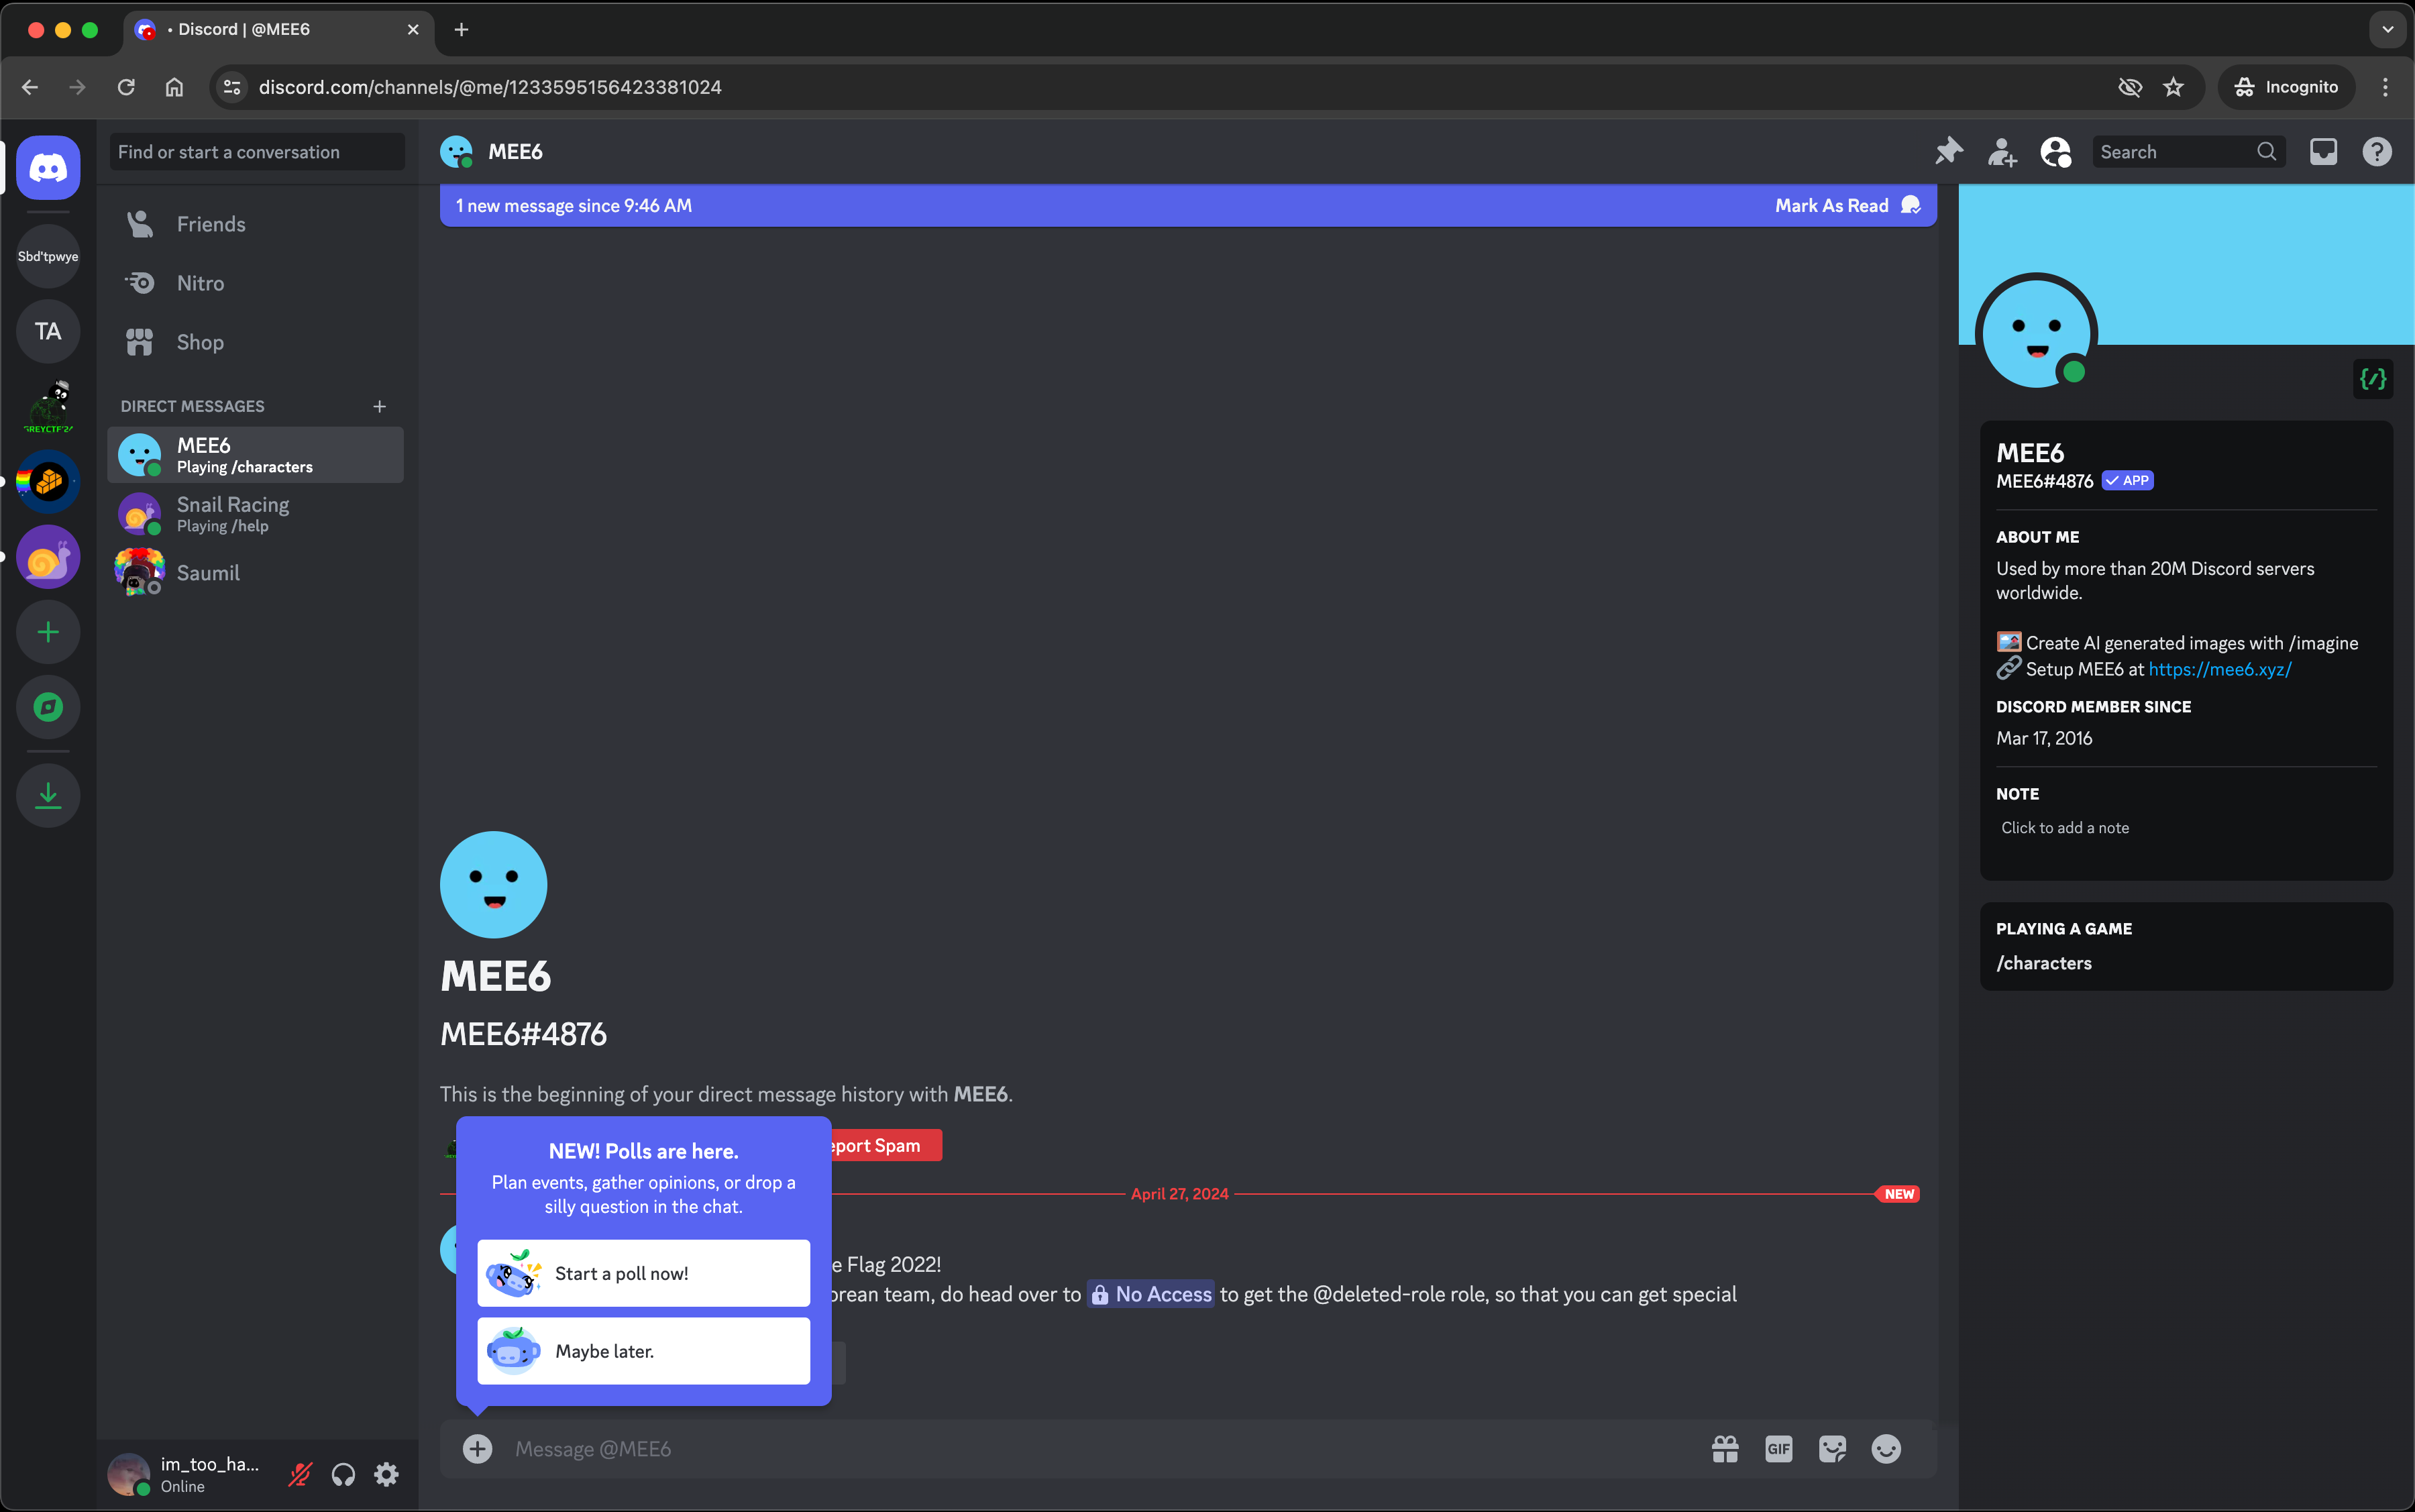 • Discord | @MEE6
discord.com/channels/@me/1233595156423381024
Incognito
Find or start a conversation
MEE6
Search
1 new message since 9:46 AM
Mark As Read
Sbd'tpwye
TA
GREYCTF'24
Friends
Nitro
Shop
DIRECT MESSAGES
MEE6
Playing /characters
Snail Racing
Playing /help
Saumil
MEE6
MEE6#4876
This is the beginning of your direct message history with MEE6.
eport Spam
April 27, 2024
NEW
NEW! Polls are here.
Plan events, gather opinions, or drop a
silly question in the chat.
Start a poll now!
Maybe later.
e Flag 2022!
orean team, do head over to No Access to get the @deleted-role role, so that you can get special
Message @MEE6
GIF
im_too_ha...
Online
MEE6
MEE6#4876 APP
ABOUT ME
Used by more than 20M Discord servers
worldwide.
Create AI generated images with /imagine
Setup MEE6 at https://mee6.xyz/
DISCORD MEMBER SINCE
Mar 17, 2016
NOTE
Click to add a note
PLAYING A GAME
/characters